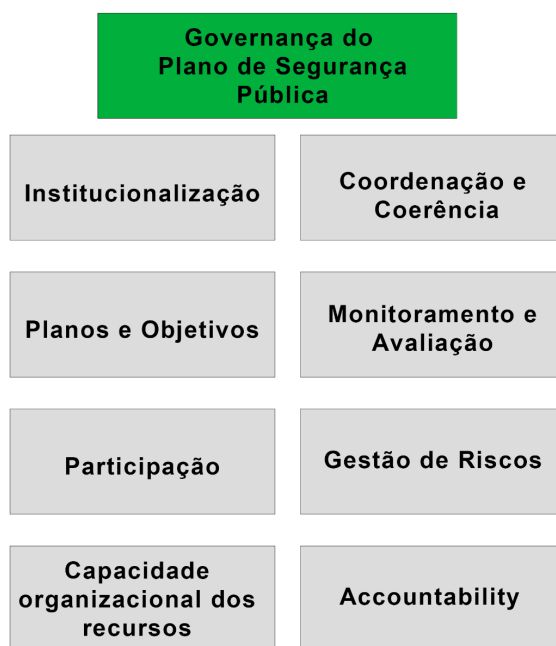 Governança do
Plano de Segurança
Pública
Institucionalização
Coordenação e
Coerência
Planos e Objetivos
Monitoramento e
Avaliação
Participação
Gestão de Riscos
Capacidade
organizacional dos
recursos
Accountability